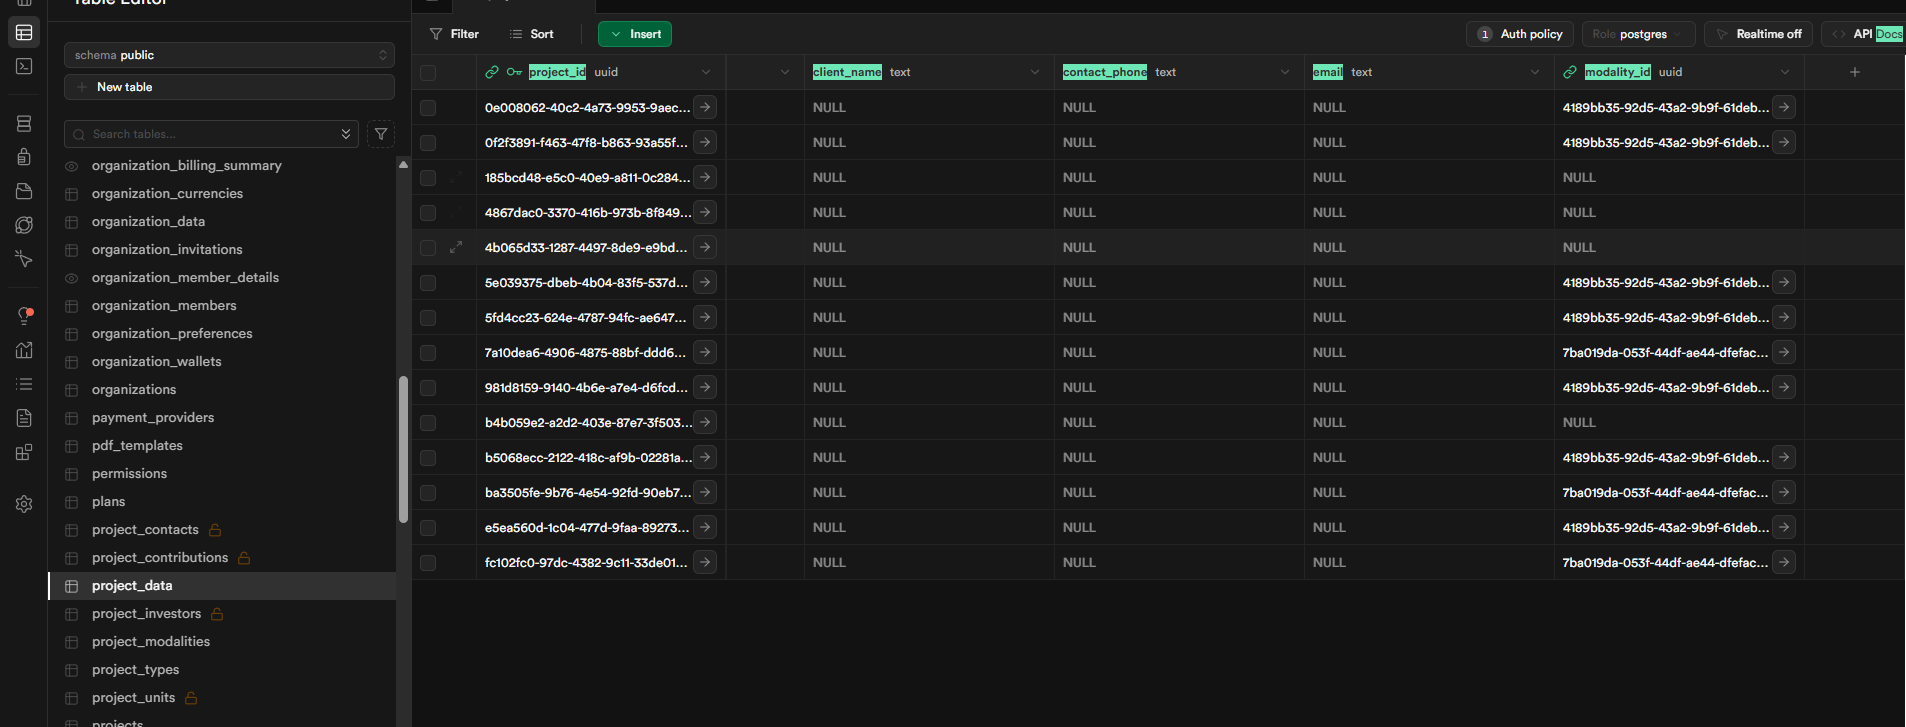 Table Editor
schema public
New table
Search tables...
organization_billing_summary
organization_currencies
organization_data
organization_invitations
organization_member_details
organization_members
organization_preferences
organization_wallets
organizations
payment_providers
pdf_templates
permissions
plans
project_contacts
project_contributions
project_data
project_investors
project_modalities
project_types
project_units
projects
Filter Sort Insert 1 Auth policy Role postgres Realtime off API Docs
project_id uuid client_name text contact_phone text email text modality_id uuid
0e008062-40c2-4a73-9953-9aec... NULL NULL NULL 4189bb35-92d5-43a2-9b9f-61deb...
0f2f3891-f463-47f8-b863-93a55f... NULL NULL NULL 4189bb35-92d5-43a2-9b9f-61deb...
185bcd48-e5c0-40e9-a811-0c284... NULL NULL NULL NULL
4867dac0-3370-416b-973b-8f849... NULL NULL NULL NULL
4b065d33-1287-4497-8de9-e9bd... NULL NULL NULL NULL
5e039375-dbeb-4b04-83f5-537d... NULL NULL NULL 4189bb35-92d5-43a2-9b9f-61deb...
5fd4cc23-624e-4787-94fc-ae647... NULL NULL NULL 4189bb35-92d5-43a2-9b9f-61deb...
7a10dea6-4906-4875-88bf-ddd6... NULL NULL NULL 7ba019da-053f-44df-ae44-dfefac...
981d8159-9140-4b6e-a7e4-d6fcd... NULL NULL NULL 4189bb35-92d5-43a2-9b9f-61deb...
b4b059e2-a2d2-403e-87e7-3f503... NULL NULL NULL NULL
b5068ecc-2122-418c-af9b-02281a... NULL NULL NULL 4189bb35-92d5-43a2-9b9f-61deb...
ba3505fe-9b76-4e54-92fd-90eb7... NULL NULL NULL 7ba019da-053f-44df-ae44-dfefac...
e5ea560d-1c04-477d-9faa-89273... NULL NULL NULL 4189bb35-92d5-43a2-9b9f-61deb...
fc102fc0-97dc-4382-9c11-33de01... NULL NULL NULL 7ba019da-053f-44df-ae44-dfefac...